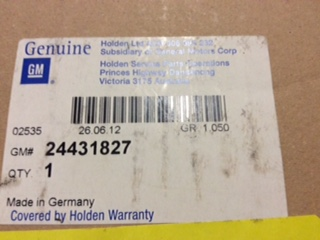 Genuine
GM
Holden Ltd
Subsidiary of General Motors Corp
Holden Service Parts Operations
Princes Highway Dandenong
Victoria 3175 Australia
02535 26.06.12 GR. 1.050
GM# 24431827
QTY. 1
Made in Germany
Covered by Holden Warranty